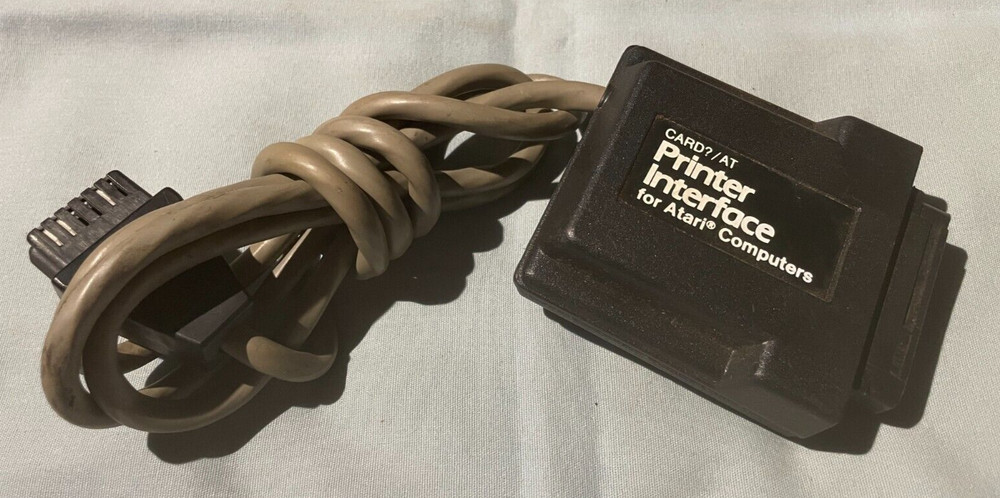 CARD?/AT
Printer
Interface
for Atari® Computers